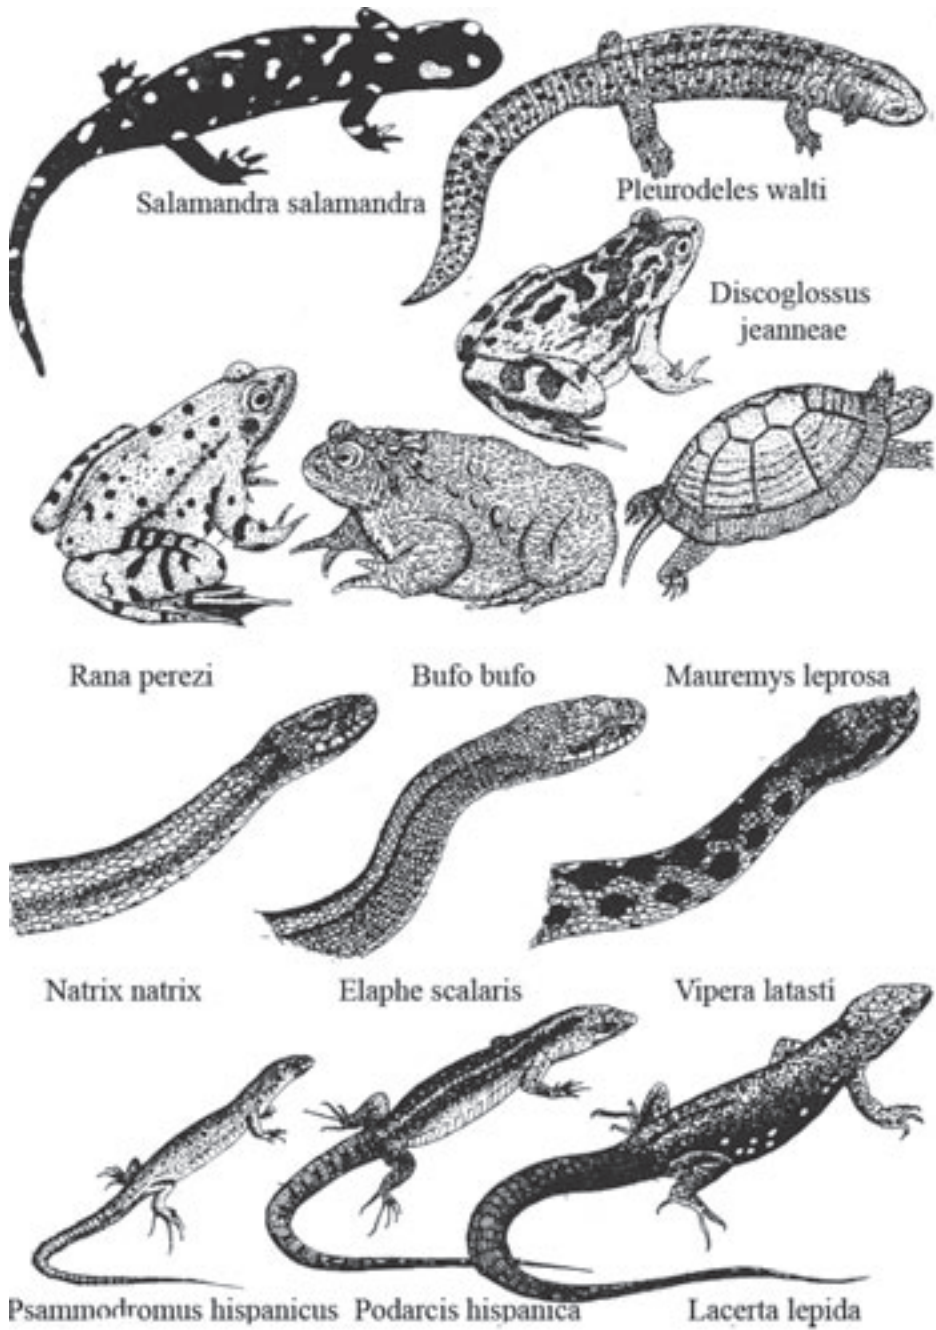 Salamandra salamandra
Pleurodeles walti
Discoglossus
jeanneae
Rana perezi
Bufo bufo
Mauremys leprosa
Natrix natrix
Elaphe scalaris
Vipera latasti
Psammodromus hispanicus
Podarcis hispanica
Lacerta lepida